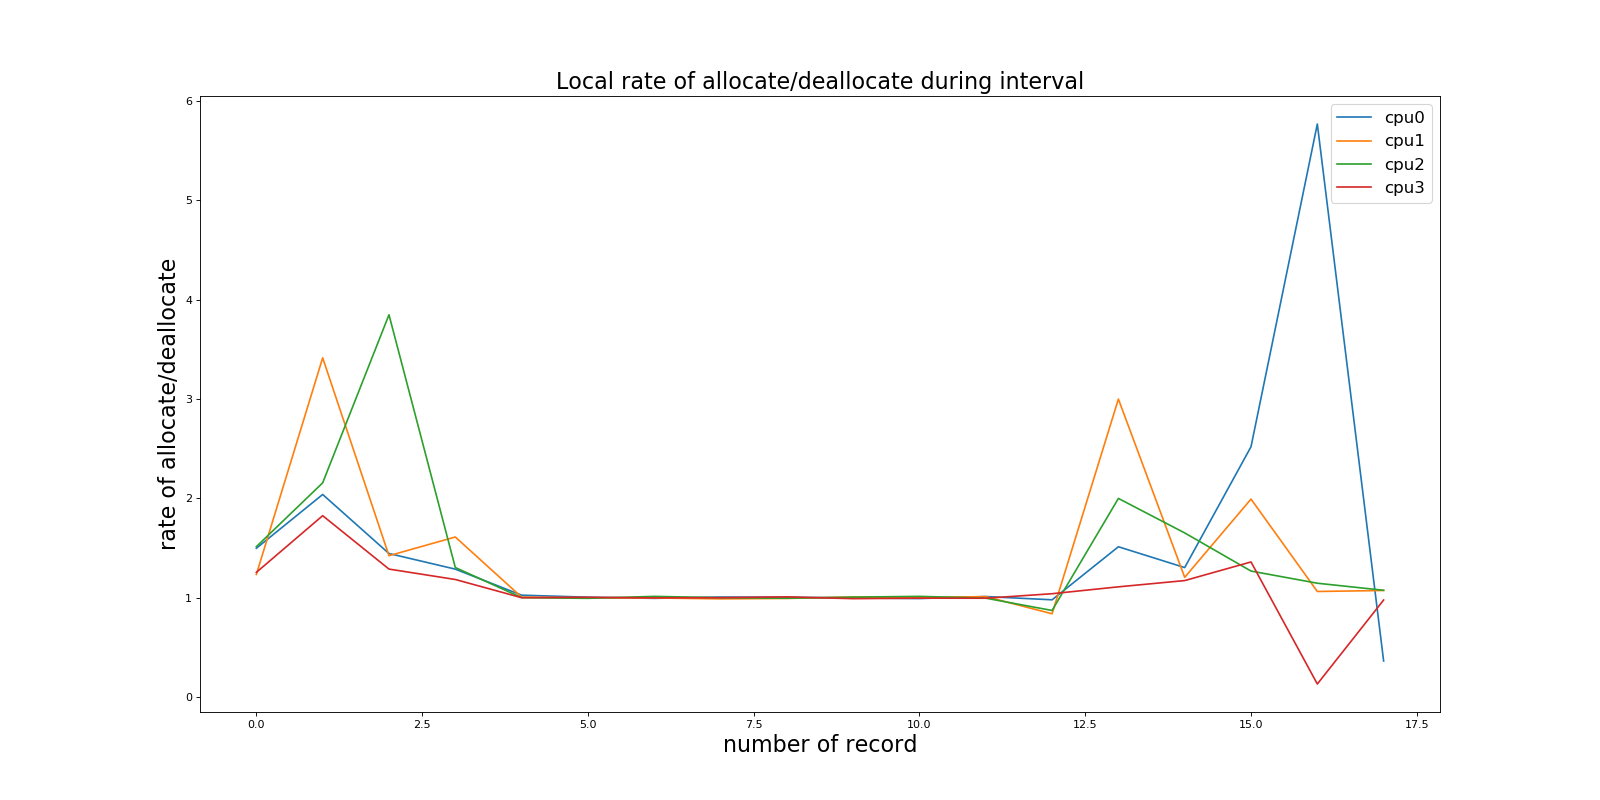 Local rate of allocate/deallocate during interval
cpu0
cpu1
cpu2
cpu3
rate of allocate/deallocate
6
5
4
3
2
1
0
0.0 2.5 5.0 7.5 10.0 12.5 15.0 17.5
number of record